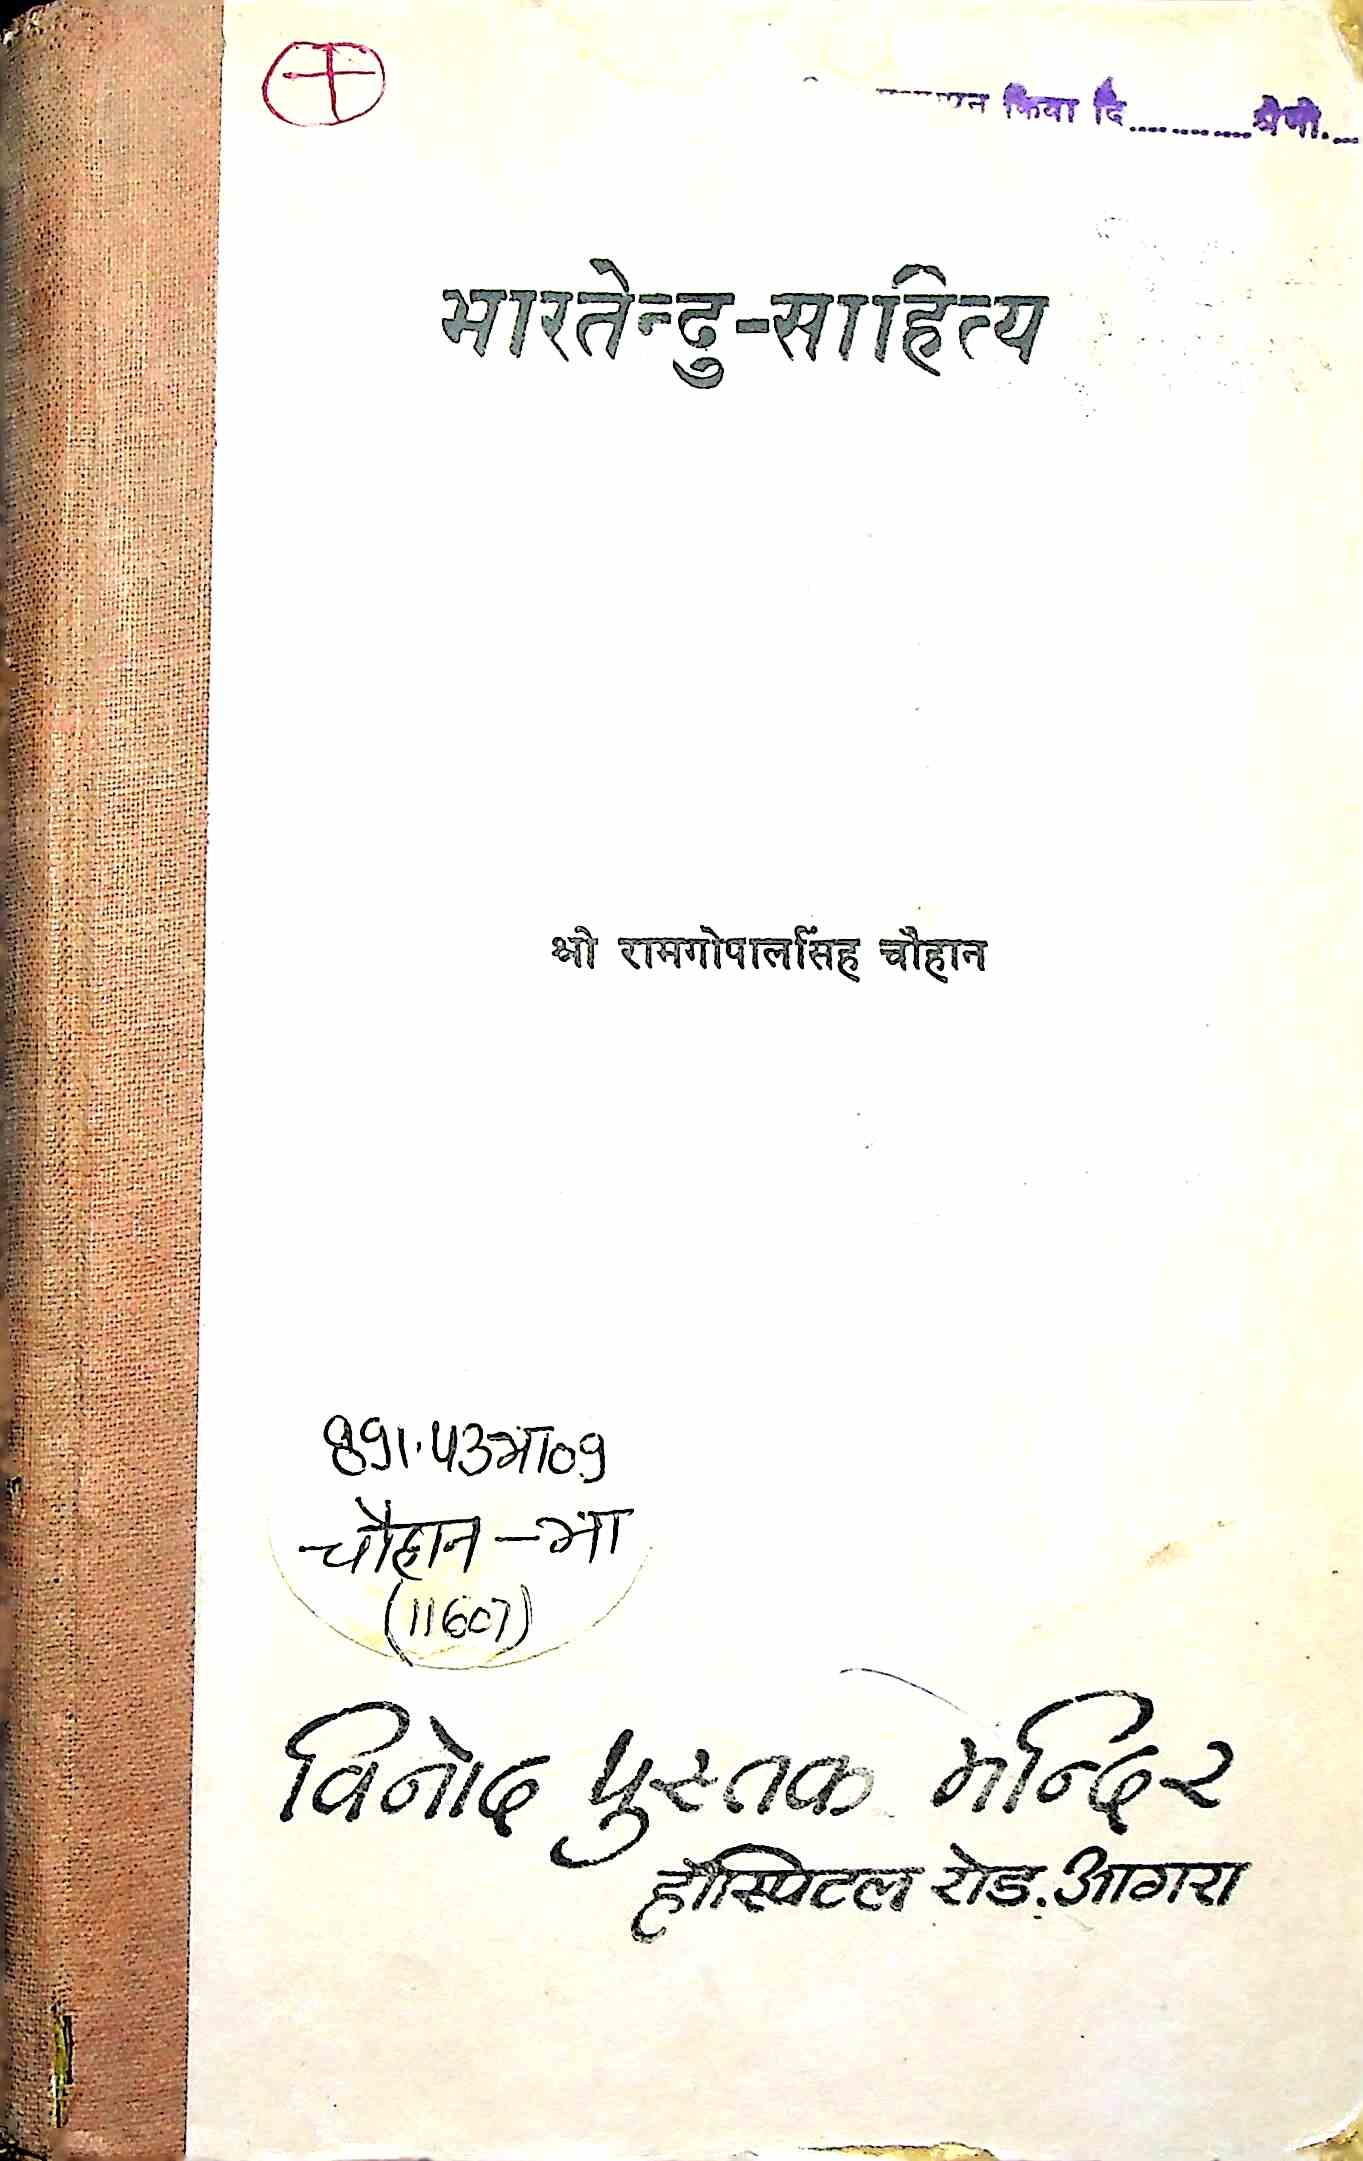 किया दि............श्रेणी....
भारतेन्दु-साहित्य
श्री रामगोपालसिंह चौहान
891.43भा09
चौहान-भा
(11607)
विनोद पुस्तक मन्दिर
हॉस्पिटल रोड. आगरा